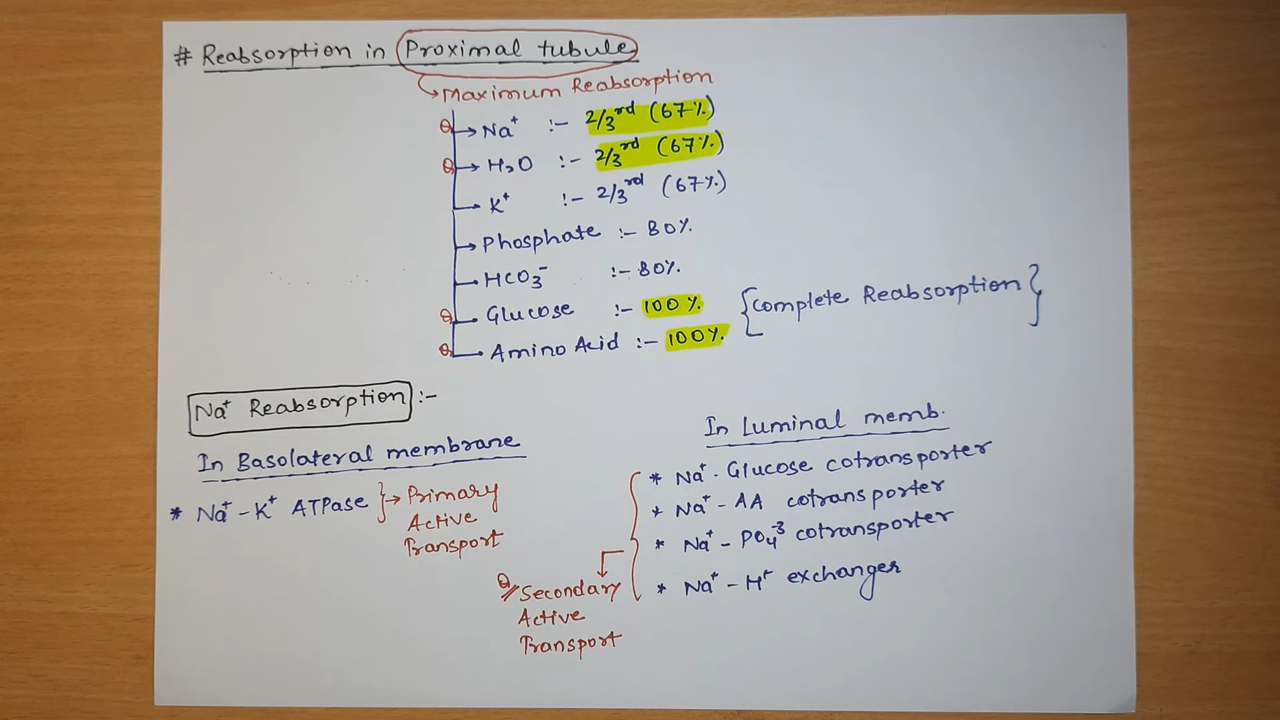 # Reabsorption in Proximal tubule
Maximum Reabsorption
Q Na⁺ :- 2/3ʳᵈ (67%)
Q H₂O :- 2/3ʳᵈ (67%)
K⁺ :- 2/3ʳᵈ (67%)
Phosphate :- 80%
HCO₃⁻ :- 80%
Q Glucose :- 100%
Q Amino Acid :- 100%
{Complete Reabsorption}
Na⁺ Reabsorption :-
In Basolateral membrane
* Na⁺-K⁺ ATPase }→ Primary
Active
Transport
In Luminal memb.
* Na⁺-Glucose cotransporter
* Na⁺-AA cotransporter
* Na⁺-PO₄⁻³ cotransporter
* Na⁺-H⁺ exchanger
Q Secondary
Active
Transport